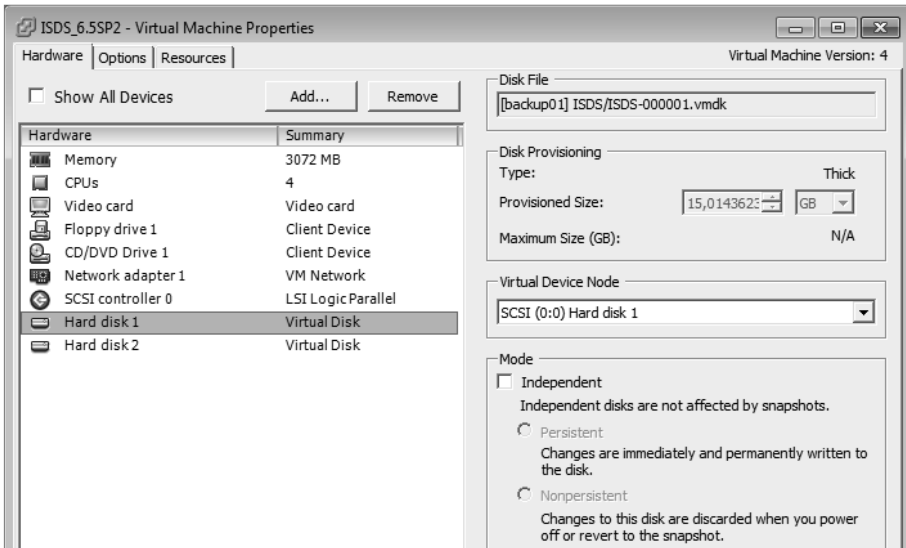 ISDS_6.5SP2 - Virtual Machine Properties
Hardware Options Resources
Virtual Machine Version: 4
Show All Devices
Add...
Remove
Hardware Summary
Memory 3072 MB
CPUs 4
Video card Video card
Floppy drive 1 Client Device
CD/DVD Drive 1 Client Device
Network adapter 1 VM Network
SCSI controller 0 LSI Logic Parallel
Hard disk 1 Virtual Disk
Hard disk 2 Virtual Disk
Disk File
[backup01] ISDS/ISDS-000001.vmdk
Disk Provisioning
Type: Thick
Provisioned Size: 15,0143623 GB
Maximum Size (GB): N/A
Virtual Device Node
SCSI (0:0) Hard disk 1
Mode
Independent
Independent disks are not affected by snapshots.
Persistent
Changes are immediately and permanently written to
the disk.
Nonpersistent
Changes to this disk are discarded when you power
off or revert to the snapshot.